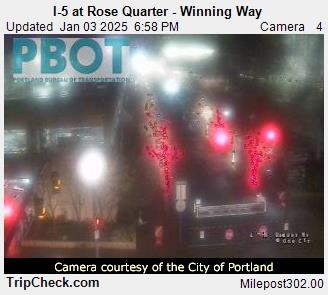 I-5 at Rose Quarter - Winning Way
Updated Jan 03 2025 6:58 PM Camera 4
PBOT
PORTLAND BUREAU OF TRANSPORTATION
Camera courtesy of the City of Portland
TripCheck.com Milepost302.00